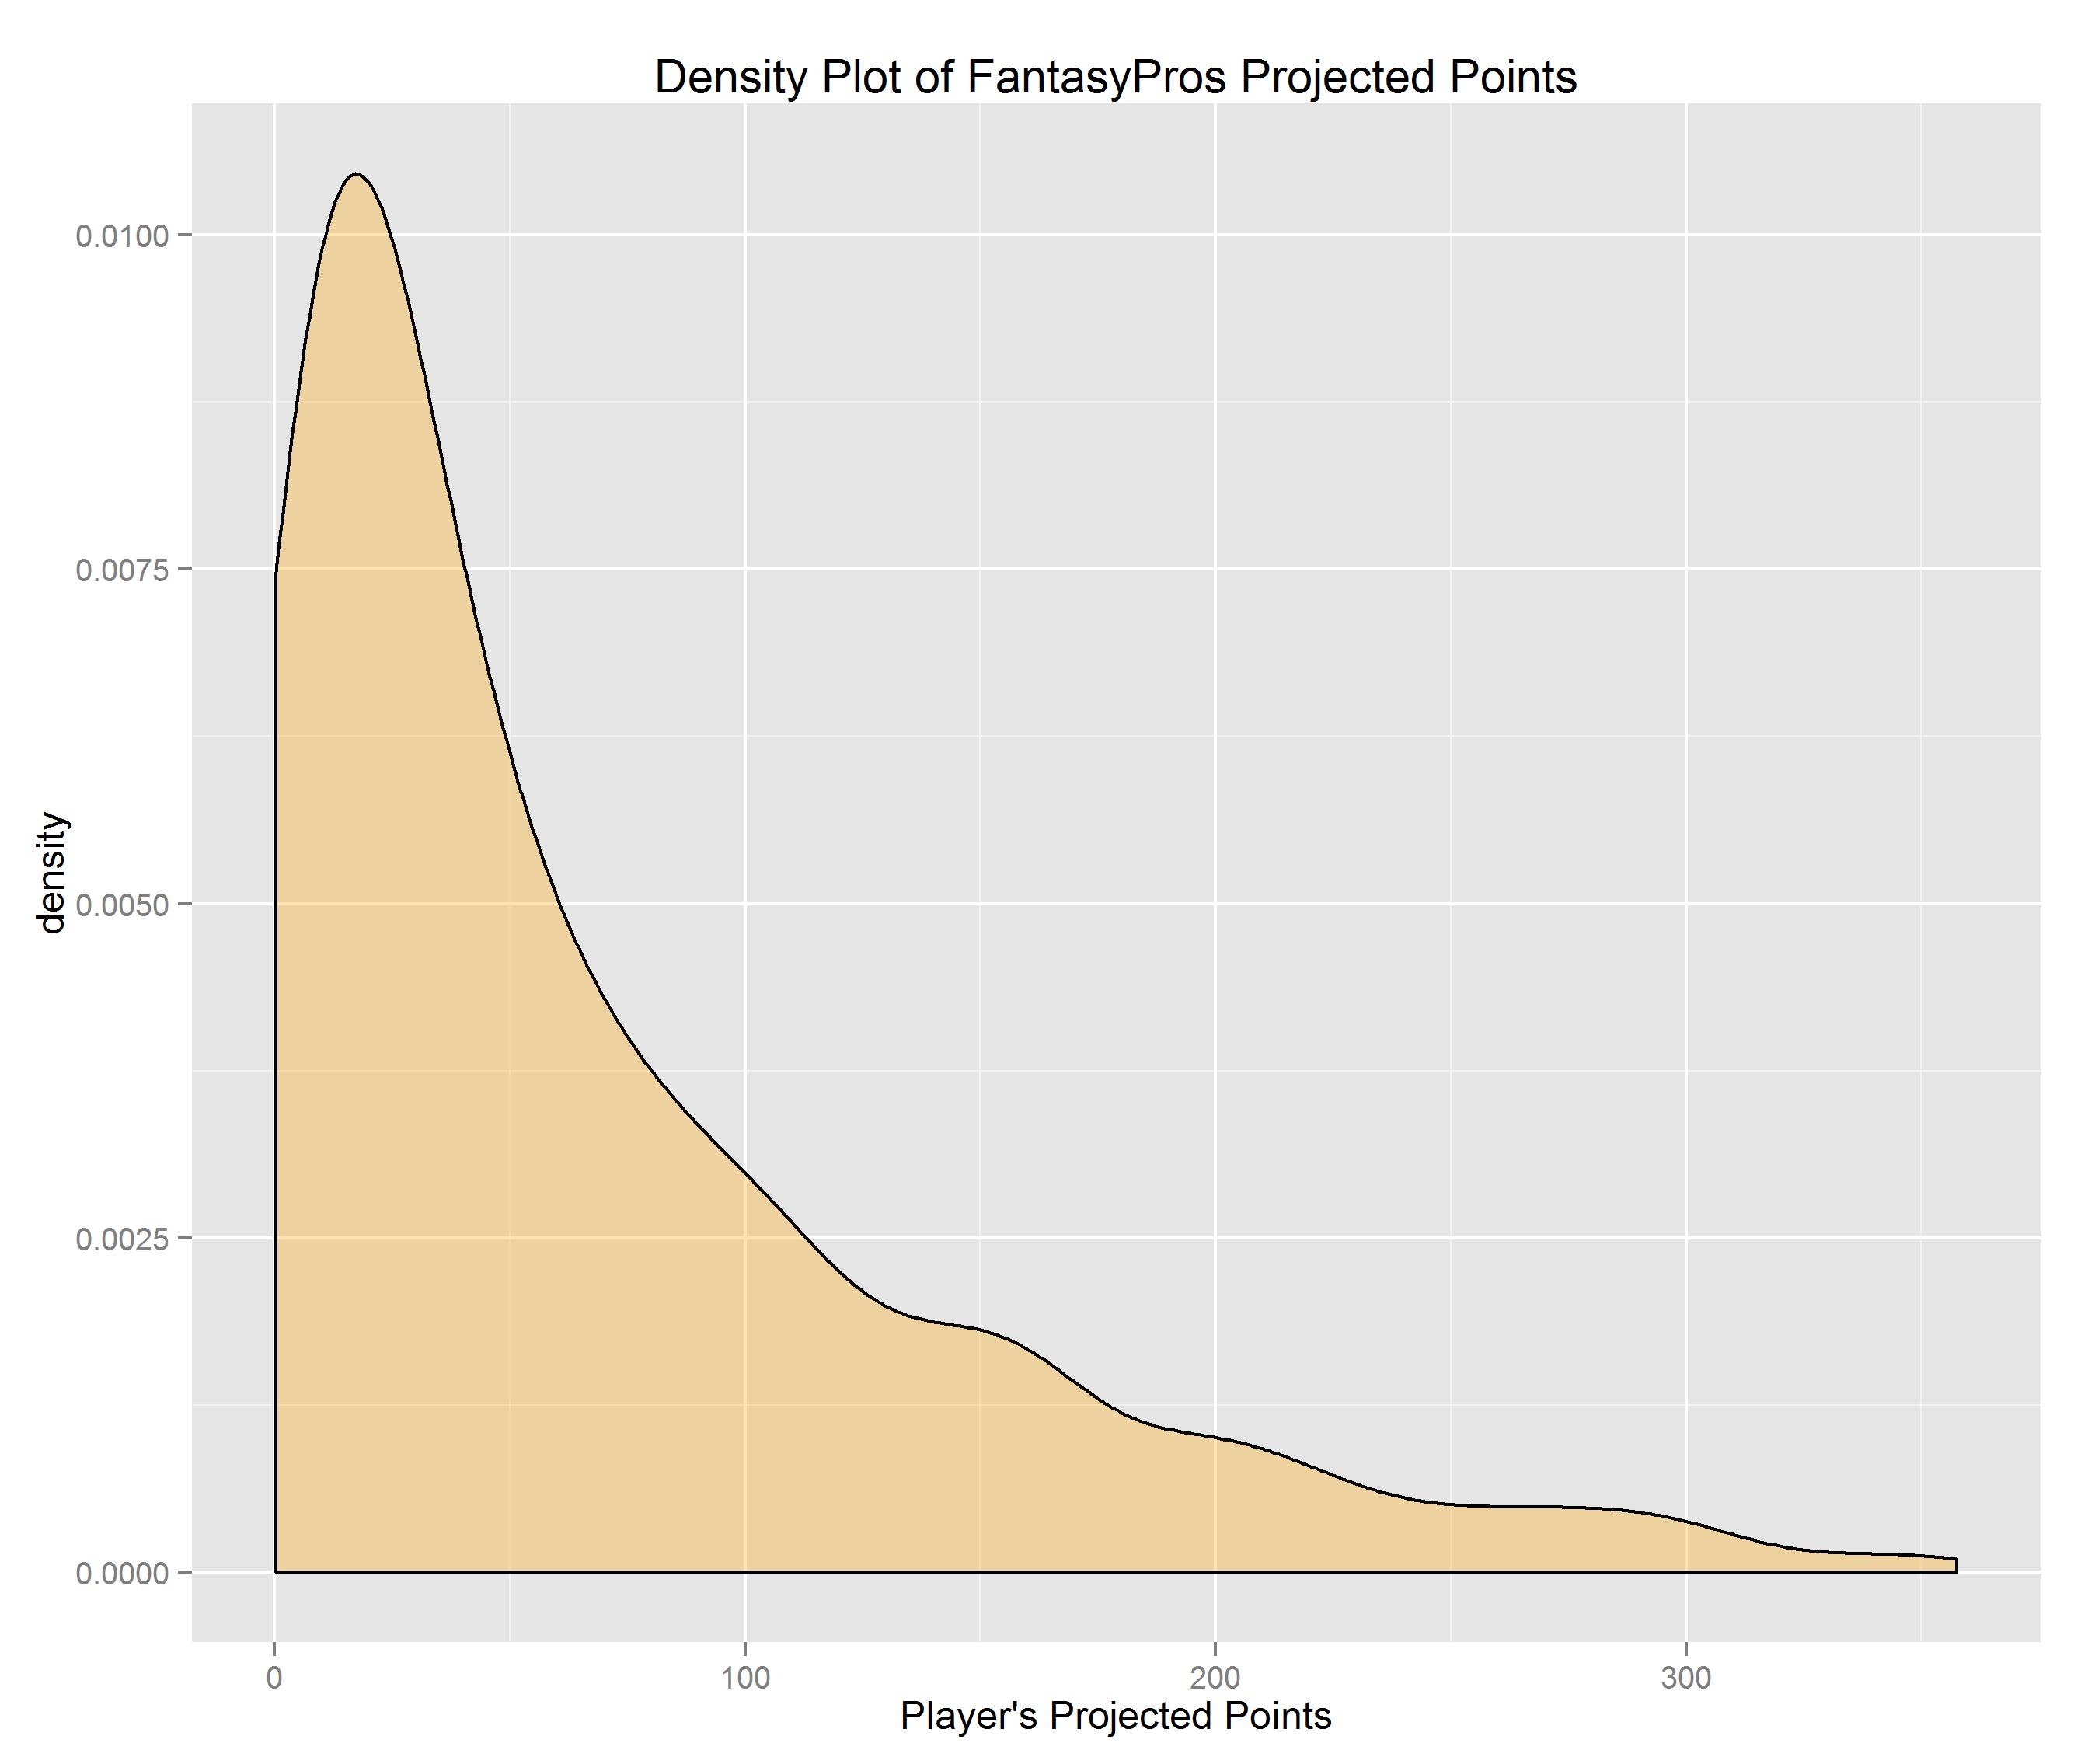 Density Plot of FantasyPros Projected Points
density
0.0100
0.0075
0.0050
0.0025
0.0000
0 100 200 300
Player's Projected Points